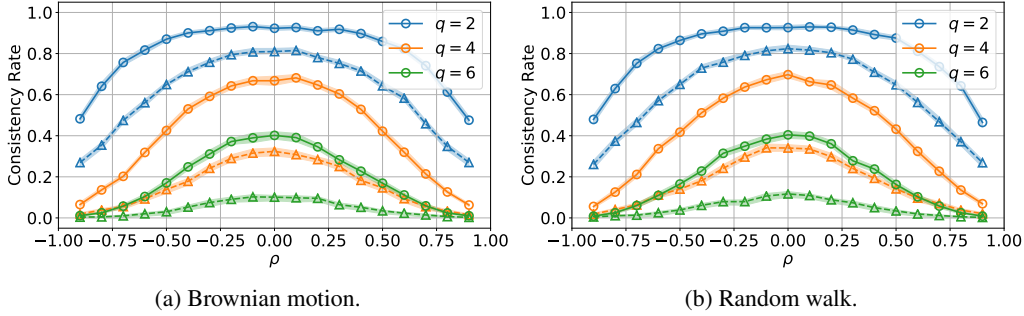 1.0
0.8
0.6
0.4
0.2
0.0
Consistency Rate
−1.00 −0.75 −0.50 −0.25 0.00 0.25 0.50 0.75 1.00
ρ
q = 2
q = 4
q = 6
(a) Brownian motion.
1.0
0.8
0.6
0.4
0.2
0.0
Consistency Rate
−1.00 −0.75 −0.50 −0.25 0.00 0.25 0.50 0.75 1.00
ρ
q = 2
q = 4
q = 6
(b) Random walk.